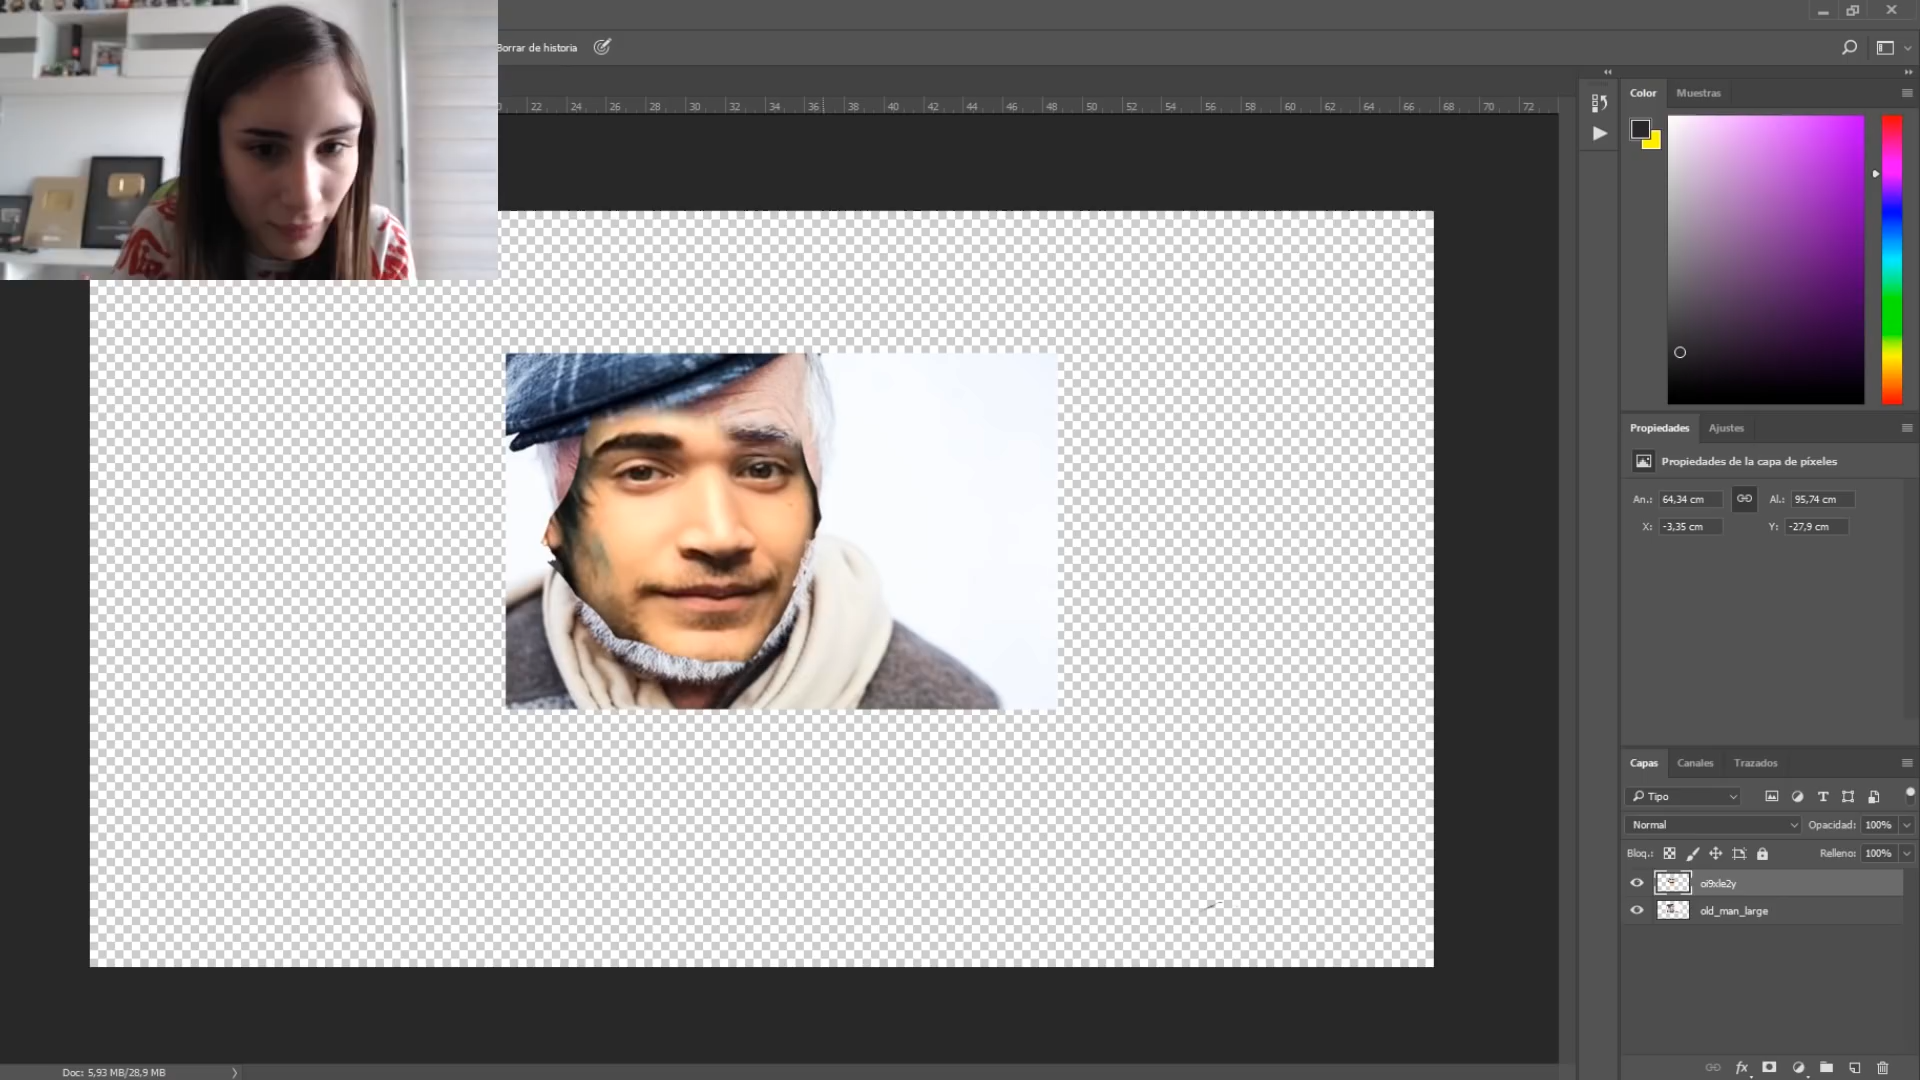 Borrar de historia
22 24 26 28 30 32 34 36 38 40 42 44 46 48 50 52 54 56 58 60 62 64 66 68 70 72
Color Muestras
Propiedades Ajustes
Propiedades de la capa de píxeles
An.: 64,34 cm Al.: 95,74 cm
X: -3,35 cm Y: -27,9 cm
Capas Canales Trazados
Tipo
Normal Opacidad: 100%
Bloq.: Relleno: 100%
oi9xle2y
old_man_large
fx
Doc: 5,93 MB/28,9 MB